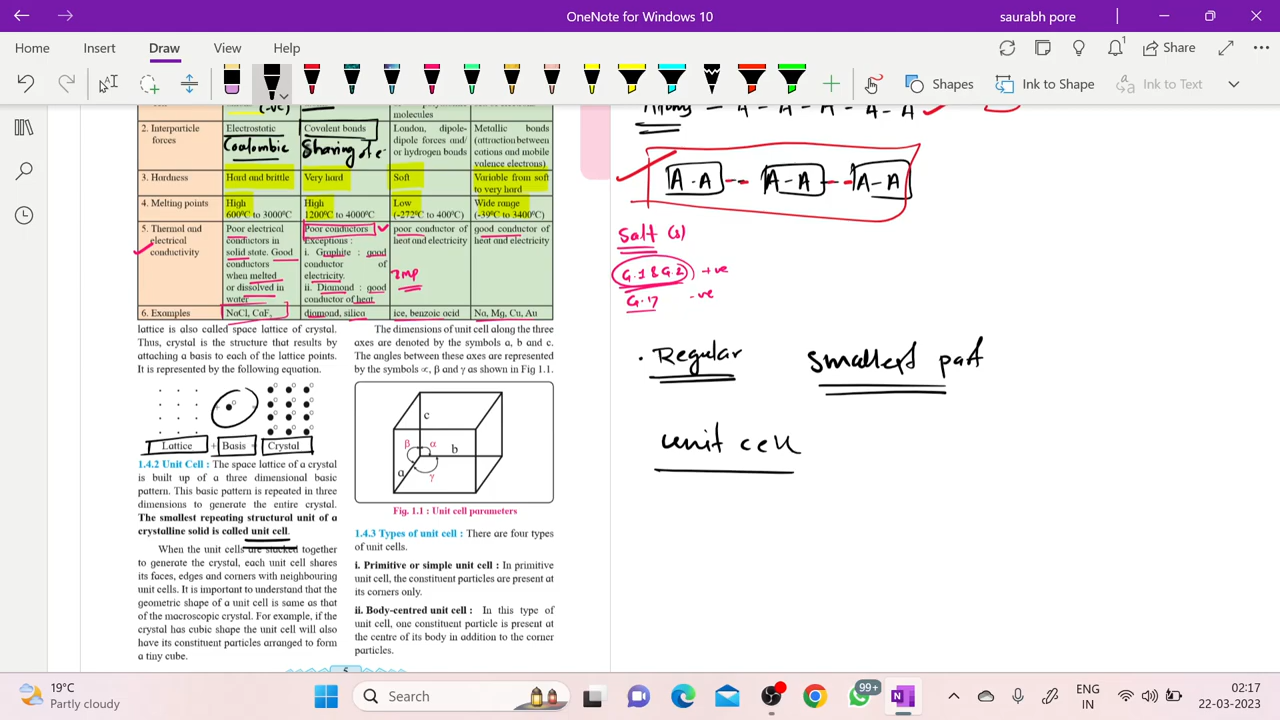 OneNote for Windows 10
saurabh pore
Home Insert Draw View Help
Share
Shapes
Ink to Shape
Ink to Text
(-ve)
molecules
2. Interparticle forces
Electrostatic
Coalombic
Covalent bonds
Sharing of e
London, dipole-
dipole forces and/
or hydrogen bonds
Metallic bonds
(attraction between
cations and mobile
valence electrons)
3. Hardness
Hard and brittle
Very hard
Soft
Variable from soft
to very hard
4. Melting points
High
600°C to 3000°C
High
1200°C to 4000°C
Low
(-272°C to 400°C)
Wide range
(-39°C to 3400°C)
5. Thermal and
electrical
conductivity
Poor electrical
conductors in
solid state. Good
conductors
when melted
or dissolved in
water
Poor conductors
Exceptions :
i. Graphite : good
conductor of
electricity.
ii. Diamond : good
conductor of heat
poor conductor of
heat and electricity
Imp
good conductor of
heat and electricity
6. Examples
NaCl, CaF2
diamond, silica
ice, benzoic acid
Na, Mg, Cu, Au
lattice is also called space lattice of crystal.
Thus, crystal is the structure that results by
attaching a basis to each of the lattice points.
It is represented by the following equation.
Lattice + Basis = Crystal
1.4.2 Unit Cell : The space lattice of a crystal
is built up of a three dimensional basic
pattern. This basic pattern is repeated in three
dimensions to generate the entire crystal.
The smallest repeating structural unit of a
crystalline solid is called unit cell.
When the unit cells are stacked together
to generate the crystal, each unit cell shares
its faces, edges and corners with neighbouring
unit cells. It is important to understand that the
geometric shape of a unit cell is same as that
of the macroscopic crystal. For example, if the
crystal has cubic shape the unit cell will also
have its constituent particles arranged to form
a tiny cube.
The dimensions of unit cell along the three
axes are denoted by the symbols a, b and c.
The angles between these axes are represented
by the symbols ∝, β and γ as shown in Fig 1.1.
c
β α
b
a
γ
Fig. 1.1 : Unit cell parameters
1.4.3 Types of unit cell : There are four types
of unit cells.
i. Primitive or simple unit cell : In primitive
unit cell, the constituent particles are present at
its corners only.
ii. Body-centred unit cell : In this type of
unit cell, one constituent particle is present at
the centre of its body in addition to the corner
particles.
5
A - A - A - A - A
A-A -- A-A -- A-A
Salt (s)
G.1 & G.2 +ve
G.17 -ve
. Regular
smallest part
unit cell
19°C
Partly cloudy
Search
99+
ENG
IN
02:17
22-03-2023